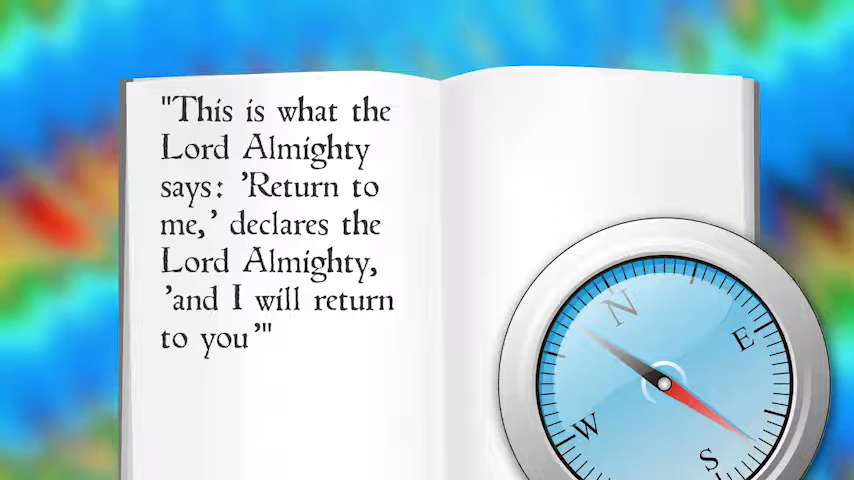 "This is what the
Lord Almighty
says: 'Return to
me,' declares the
Lord Almighty,
'and I will return
to you'"
N
E
W
S